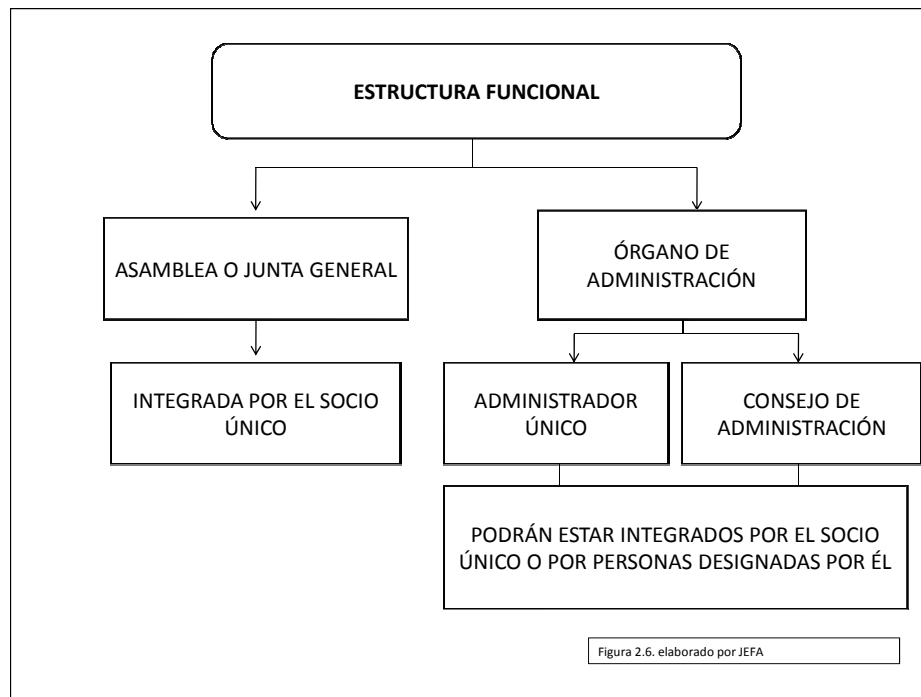 ESTRUCTURA FUNCIONAL
ASAMBLEA O JUNTA GENERAL
ÓRGANO DE
ADMINISTRACIÓN
INTEGRADA POR EL SOCIO
ÚNICO
ADMINISTRADOR
ÚNICO
CONSEJO DE
ADMINISTRACIÓN
PODRÁN ESTAR INTEGRADOS POR EL SOCIO
ÚNICO O POR PERSONAS DESIGNADAS POR ÉL
Figura 2.6. elaborado por JEFA